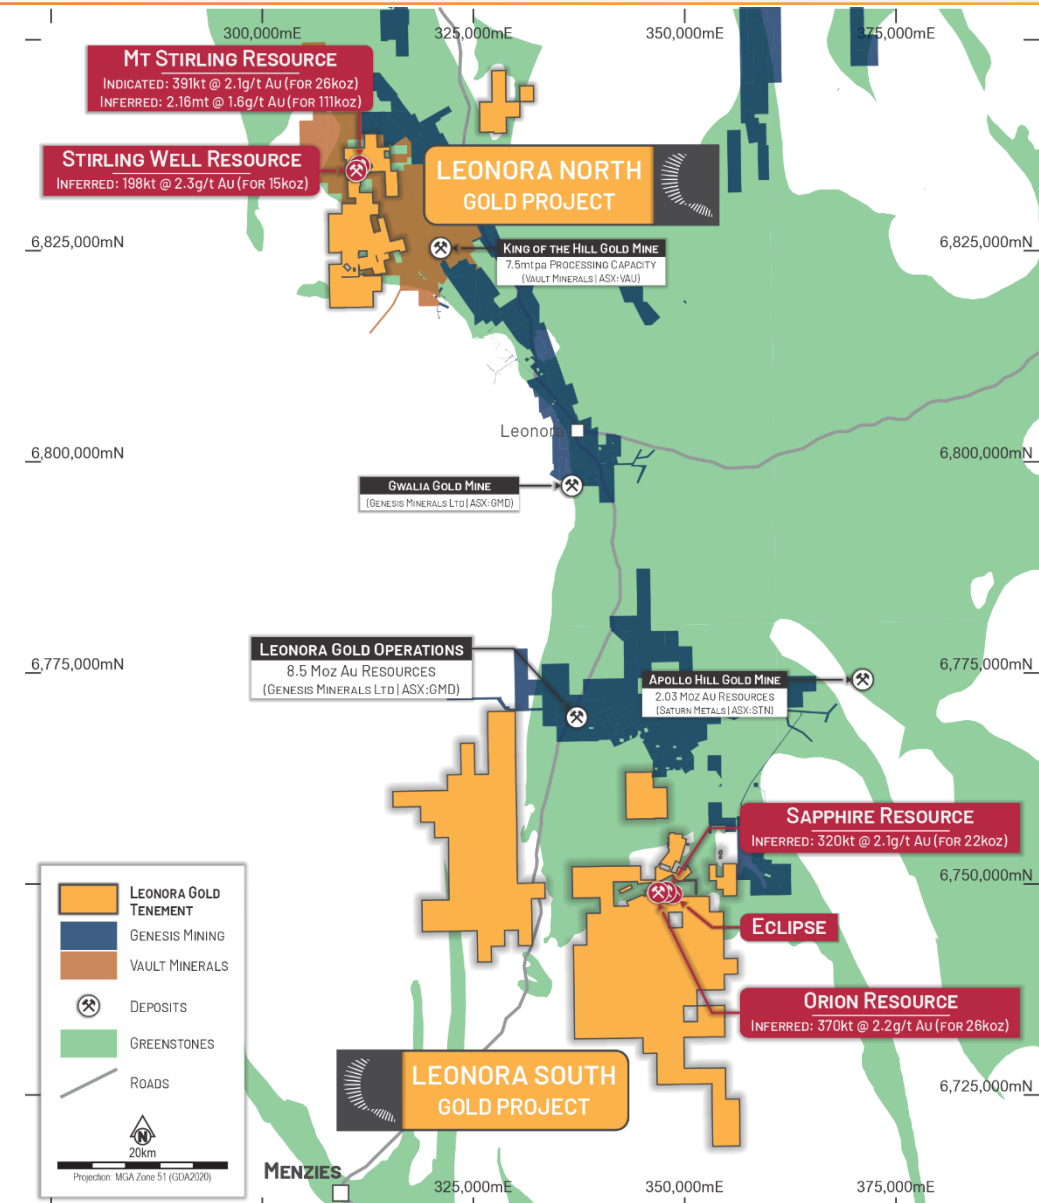 300,000mE
325,000mE
350,000mE
375,000mE
Mt Stirling Resource
Indicated: 391kt @ 2.1g/t Au (for 26koz)
Inferred: 2.16mt @ 1.6g/t Au (for 111koz)
Stirling Well Resource
Inferred: 198kt @ 2.3g/t Au (for 15koz)
LEONORA NORTH
GOLD PROJECT
6,825,000mN
6,825,000mN
King of the Hill Gold Mine
7.5mtpa Processing Capacity
(Vault Minerals | ASX:VAU)
Leonora
6,800,000mN
6,800,000mN
Gwalia Gold Mine
(Genesis Minerals Ltd | ASX:GMD)
Leonora Gold Operations
8.5 Moz Au Resources
(Genesis Minerals Ltd | ASX:GMD)
6,775,000mN
6,775,000mN
Apollo Hill Gold Mine
2.03 Moz Au Resources
(Saturn Metals | ASX:STN)
Sapphire Resource
Inferred: 320kt @ 2.1g/t Au (for 22koz)
6,750,000mN
Eclipse
Orion Resource
Inferred: 370kt @ 2.2g/t Au (for 26koz)
Leonora Gold
Tenement
Genesis Mining
Vault Minerals
Deposits
Greenstones
Roads
N
20km
Projection: MGA Zone 51 (GDA2020)
LEONORA SOUTH
GOLD PROJECT
6,725,000mN
Menzies
325,000mE
350,000mE
375,000mE